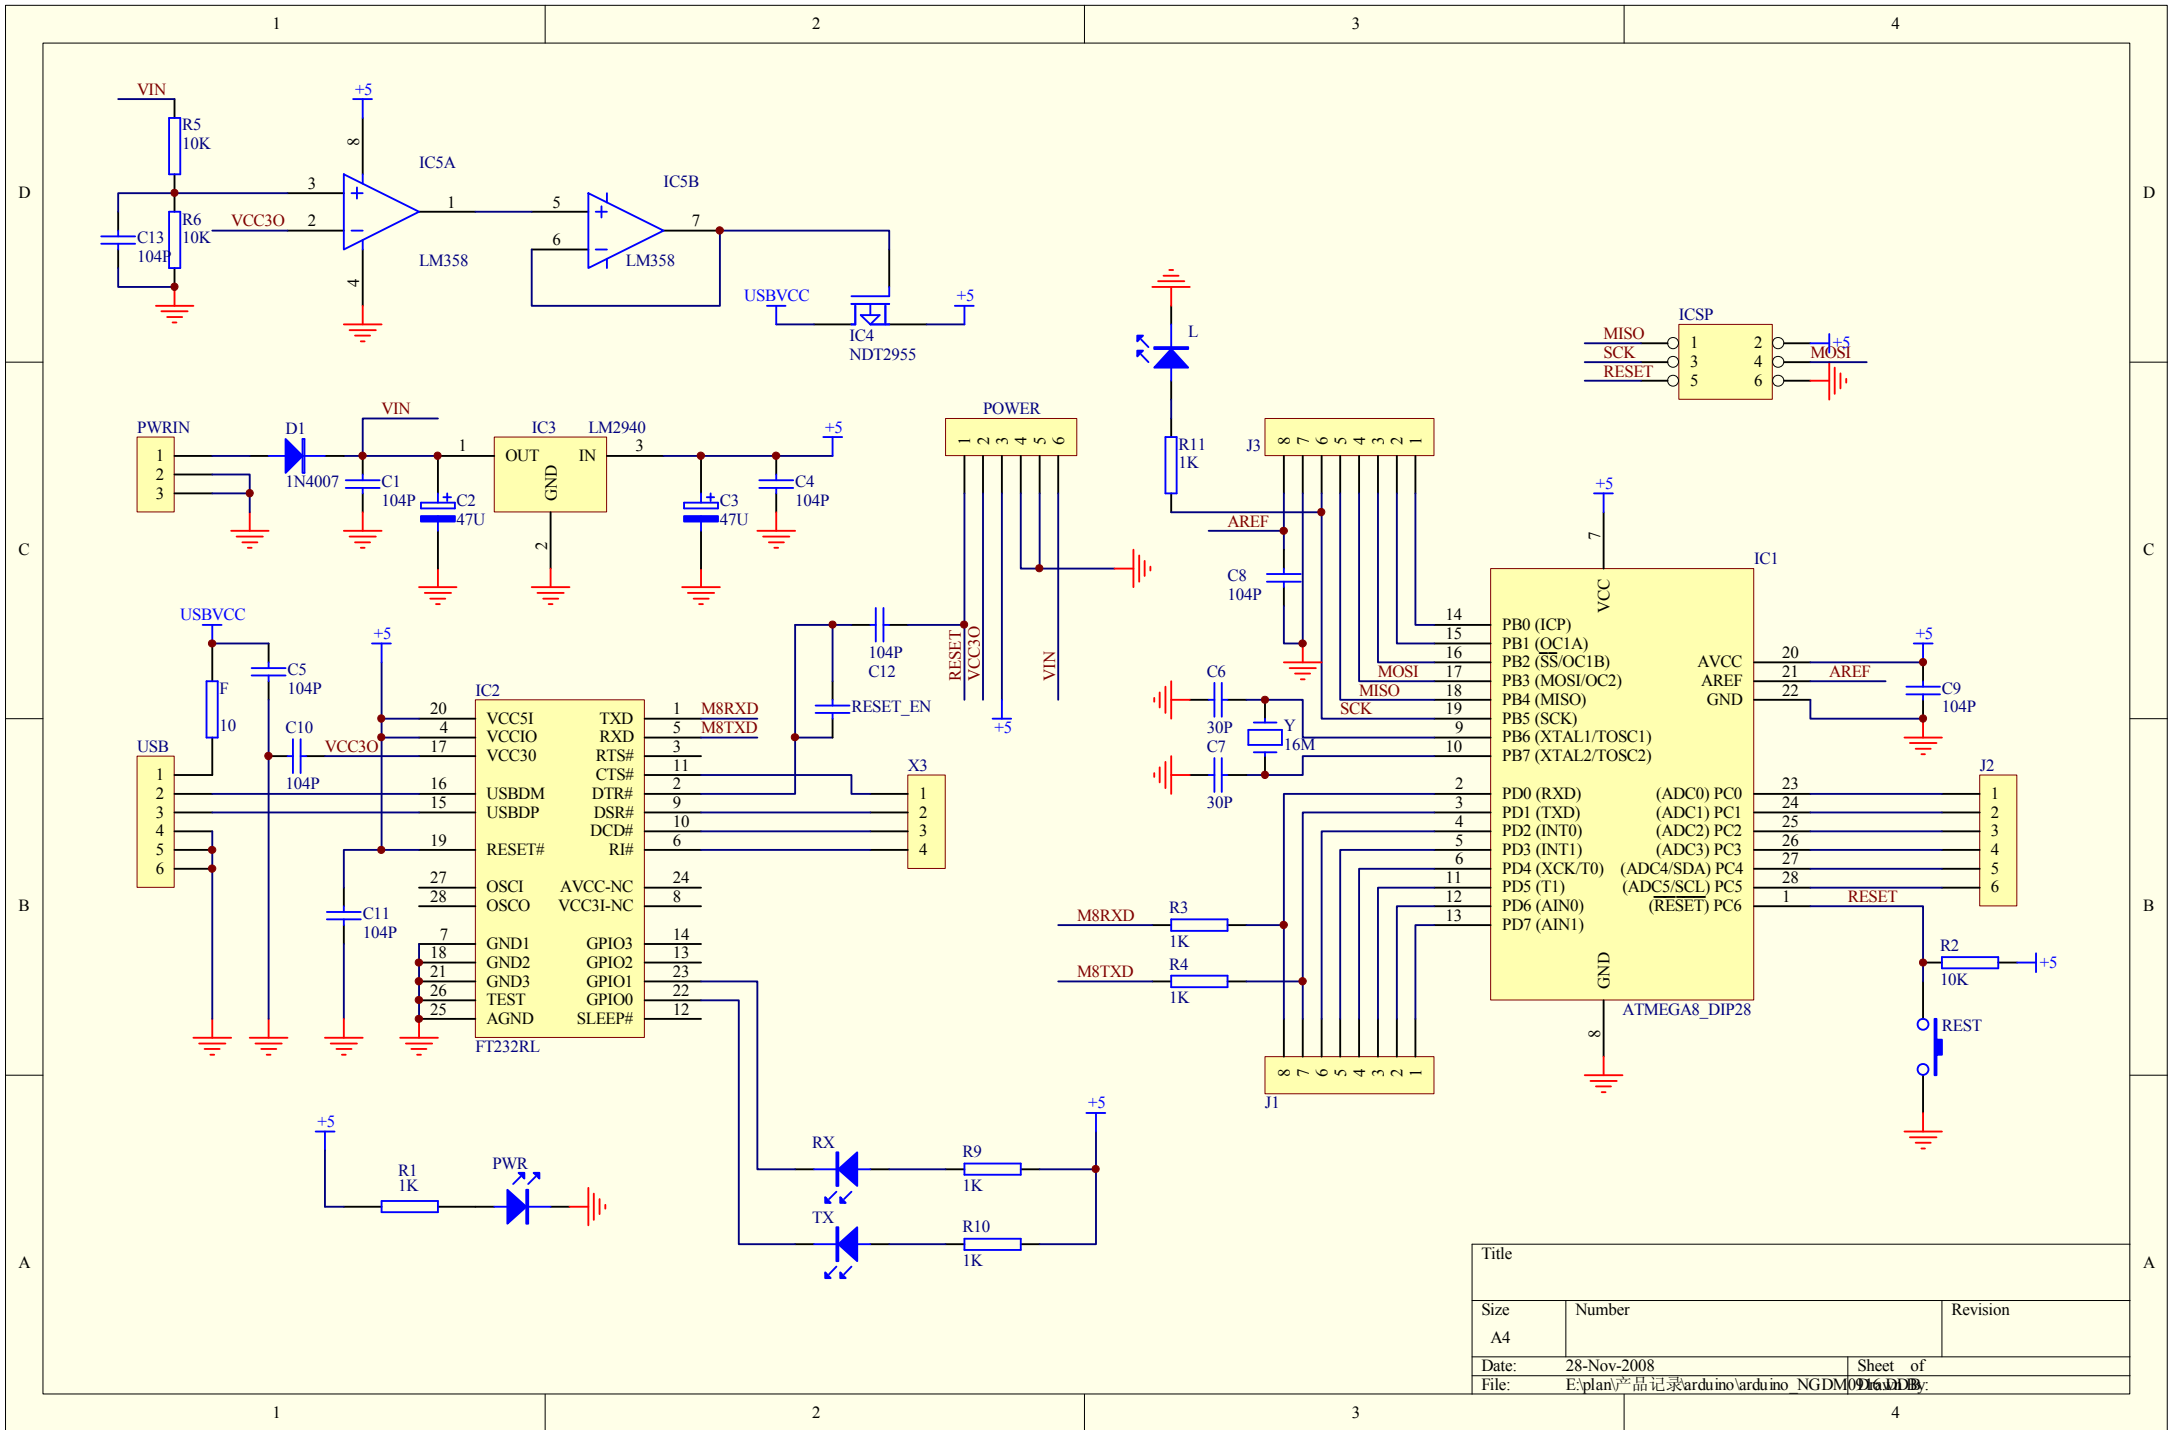 1 2 3 4
D
C
B
A
VIN
R5
10K
R6
10K
C13
104P
VCC3O
+5
8
3
2
1
4
IC5A
LM358
IC5B
5
6
7
LM358
USBVCC
+5
IC4
NDT2955
PWRIN
1
2
3
D1
1N4007
VIN
C1
104P
C2
47U
1
IC3
LM2940
OUT IN
GND
2
3
C3
47U
C4
104P
+5
POWER
1 2 3 4 5 6
RESET
VCC3O
+5
VIN
C12
104P
RESET_EN
USBVCC
F
10
C5
104P
C10
104P
VCC3O
+5
USB
1
2
3
4
5
6
C11
104P
IC2
20 VCC5I TXD 1 M8RXD
4 VCCIO RXD 5 M8TXD
17 VCC30 RTS# 3
CTS# 11
16 USBDM DTR# 2
15 USBDP DSR# 9
DCD# 10
19 RESET# RI# 6
27 OSCI AVCC-NC 24
28 OSCO VCC3I-NC 8
7 GND1 GPIO3 14
18 GND2 GPIO2 13
21 GND3 GPIO1 23
26 TEST GPIO0 22
25 AGND SLEEP# 12
FT232RL
X3
1
2
3
4
+5
R1
1K
PWR
RX
R9
1K
TX
R10
1K
+5
L
R11
1K
J3
8 7 6 5 4 3 2 1
AREF
C8
104P
ICSP
MISO 1 2 +5
SCK 3 4 MOSI
RESET 5 6
C6
30P
C7
30P
Y
16M
MOSI
MISO
SCK
+5
7
VCC
IC1
14 PB0 (ICP)
15 PB1 (OC1A)
16 PB2 (SS/OC1B)
17 PB3 (MOSI/OC2)
18 PB4 (MISO)
19 PB5 (SCK)
9 PB6 (XTAL1/TOSC1)
10 PB7 (XTAL2/TOSC2)
2 PD0 (RXD)
3 PD1 (TXD)
4 PD2 (INT0)
5 PD3 (INT1)
6 PD4 (XCK/T0)
11 PD5 (T1)
12 PD6 (AIN0)
13 PD7 (AIN1)
AVCC 20
AREF 21 AREF
GND 22
(ADC0) PC0 23
(ADC1) PC1 24
(ADC2) PC2 25
(ADC3) PC3 26
(ADC4/SDA) PC4 27
(ADC5/SCL) PC5 28
(RESET) PC6 1 RESET
GND
8
ATMEGA8_DIP28
+5
C9
104P
J2
1
2
3
4
5
6
R2
10K
+5
REST
M8RXD
R3
1K
M8TXD
R4
1K
8 7 6 5 4 3 2 1
J1
Title
Size Number Revision
A4
Date: 28-Nov-2008 Sheet of
File: E:\plan\产品记录\arduino\arduino_NGDM0916.DDB Drawn By:
D
C
B
A
1 2 3 4